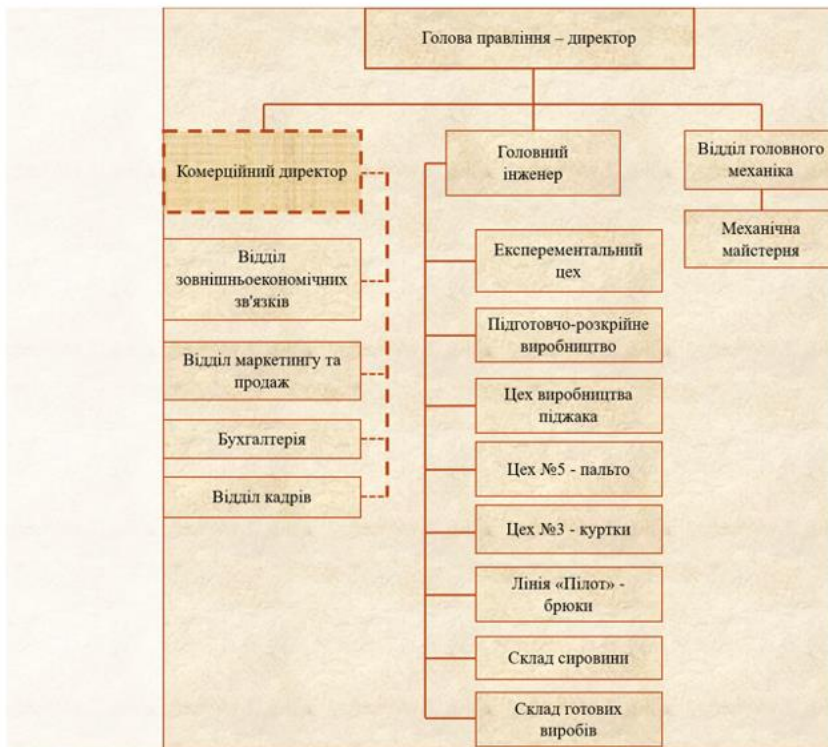 Голова правління – директор
Комерційний директор
Відділ
зовнішньоекономічних
зв'язків
Відділ маркетингу та
продаж
Бухгалтерія
Відділ кадрів
Головний
інженер
Експерементальний
цех
Підготовчо-розкрійне
виробництво
Цех виробництва
піджака
Цех №5 - пальто
Цех №3 - куртки
Лінія «Пілот» -
брюки
Склад сировини
Склад готових
виробів
Відділ головного
механіка
Механічна
майстерня